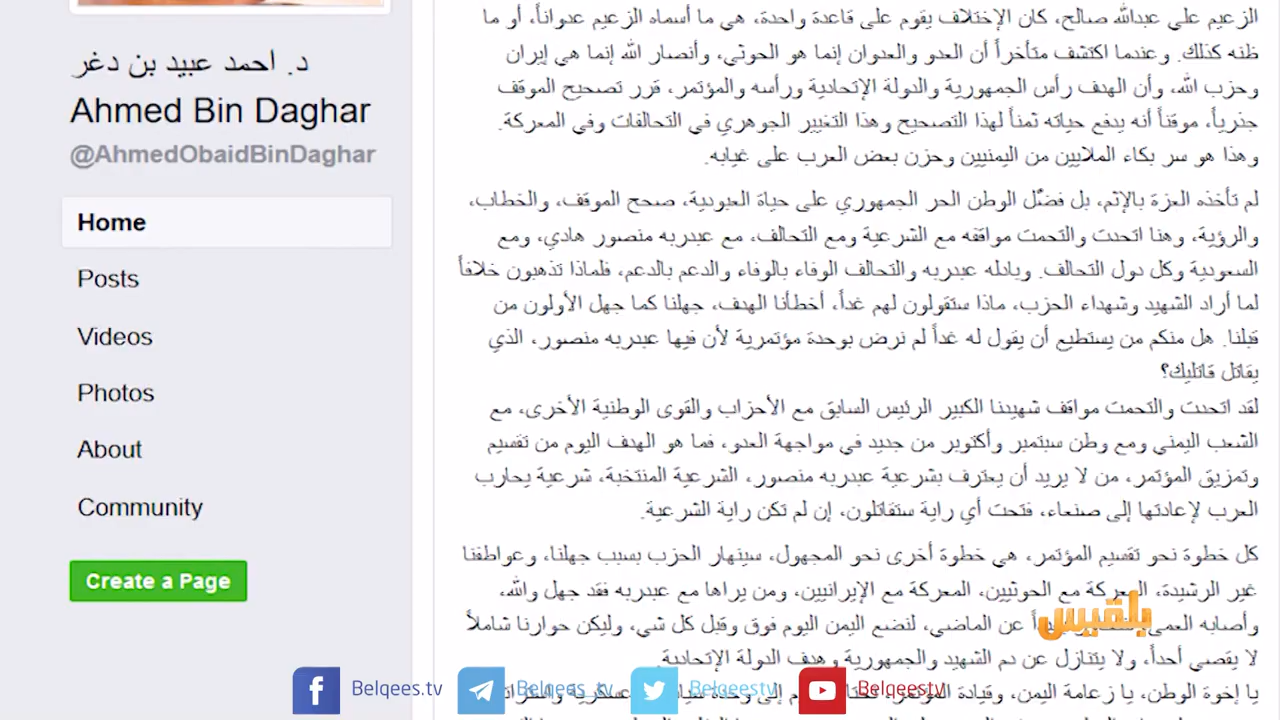 د. احمد عبيد بن دغر
Ahmed Bin Daghar
@AhmedObaidBinDaghar
Home
Posts
Videos
Photos
About
Community
Create a Page
الزعيم علي عبدالله صالح، كان الإختلاف يقوم على قاعدة واحدة، هي ما أسماه الزعيم عدواناً، أو ما
ظنه كذلك. وعندما اكتشف متأخراً أن العدو والعدوان إنما هو الحوثي، وأنصار الله إنما هي إيران
وحزب الله، وأن الهدف رأس الجمهورية والدولة الإتحادية ورأسه والمؤتمر، قرر تصحيح الموقف
جذرياً، موقناً أنه يدفع حياته ثمناً لهذا التصحيح وهذا التغيير الجوهري في التحالفات وفي المعركة.
وهذا هو سر بكاء الملايين من اليمنيين وحزن بعض العرب على غيابه.
لم تأخذه العزة بالإثم، بل فضَّل الوطن الحر الجمهوري على حياة العبودية، صحح الموقف، والخطاب،
والرؤية، وهنا اتحدت والتحمت مواقفه مع الشرعية ومع التحالف، مع عبدربه منصور هادي، ومع
السعودية وكل دول التحالف. وبادله عبدربه والتحالف الوفاء بالوفاء والدعم بالدعم، فلماذا تذهبون خلافاً
لما أراد الشهيد وشهداء الحزب، ماذا ستقولون لهم غداً، أخطأنا الهدف، جهلنا كما جهل الأولون من
قبلنا. هل منكم من يستطيع أن يقول له غداً لم نرض بوحدة مؤتمرية لأن فيها عبدربه منصور، الذي
يقاتل قاتليك؟
لقد اتحدت والتحمت مواقف شهيدنا الكبير الرئيس السابق مع الأحزاب والقوى الوطنية الأخرى، مع
الشعب اليمني ومع وطن سبتمبر وأكتوبر من جديد في مواجهة العدو، فما هو الهدف اليوم من تقسيم
وتمزيق المؤتمر، من لا يريد أن يعترف بشرعية عبدربه منصور، الشرعية المنتخبة، شرعية يحارب
العرب لإعادتها إلى صنعاء، فتحت أي راية ستقاتلون، إن لم تكن راية الشرعية.
كل خطوة نحو تقسيم المؤتمر، هي خطوة أخرى نحو المجهول، سينهار الحزب بسبب جهلنا، وعواطفنا
غير الرشيدة، المعركة مع الحوثيين، المعركة مع الإيرانيين، ومن يراها مع عبدربه فقد جهل والله،
وأصابه العمى، عن الماضي، لنضع اليمن اليوم فوق وقبل كل شي، وليكن حوارنا شاملاً
لا يقصي أحداً، ولا يتنازل عن دم الشهيد والجمهورية وهدف الدولة الإتحادية.
يا إخوة الوطن، يا زعامة اليمن، وقيادة المؤتمر، إلى وحدة
بلقيس
Belqees.tv
Belqees_tv
Belqeestv
Belqeestv